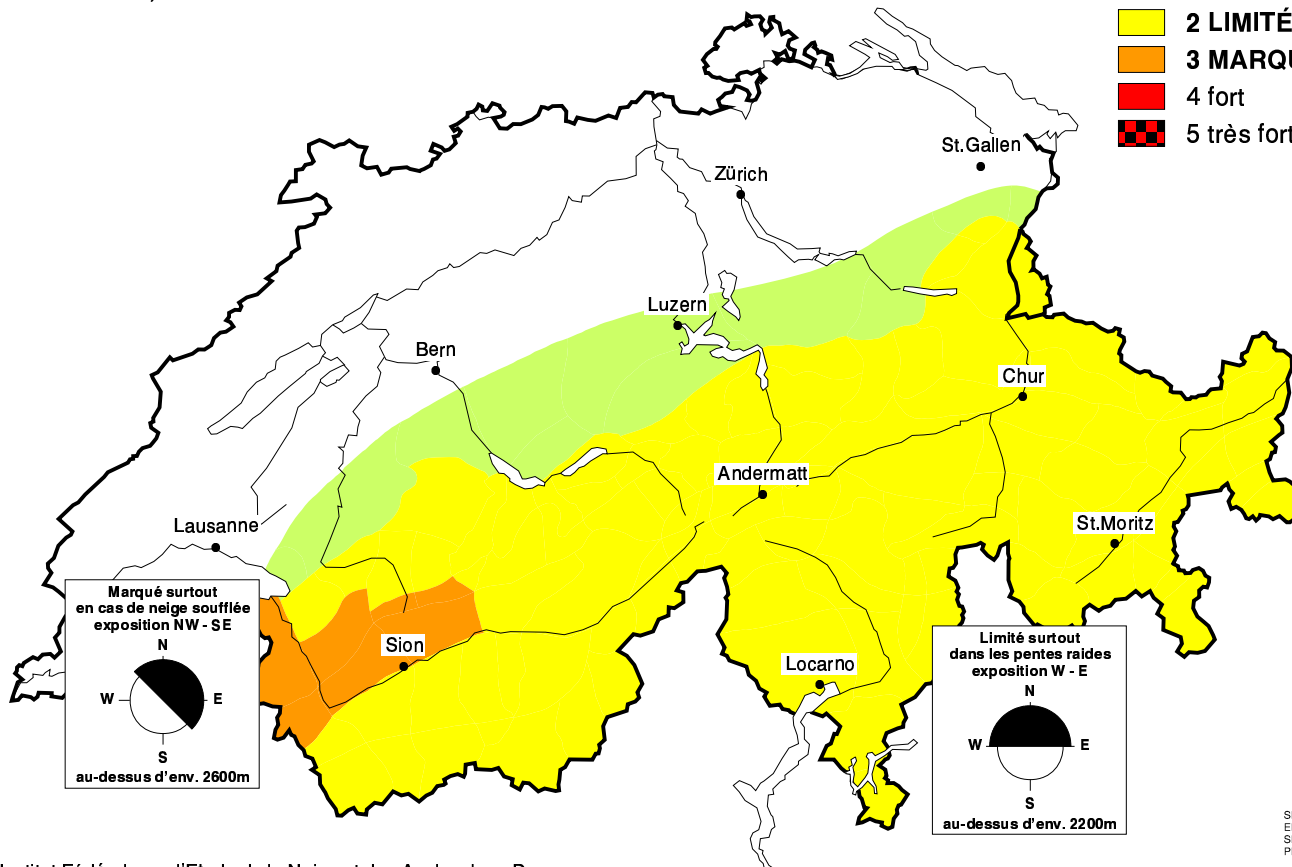 2 LIMITÉ
3 MARQU
4 fort
5 très fort
St.Gallen
Zürich
Luzern
Bern
Chur
Andermatt
Lausanne
St.Moritz
Sion
Locarno
Marqué surtout
en cas de neige soufflée
exposition NW - SE
N
W
E
S
au-dessus d'env. 2600m
Limité surtout
dans les pentes raides
exposition W - E
N
W
E
S
au-dessus d'env. 2200m